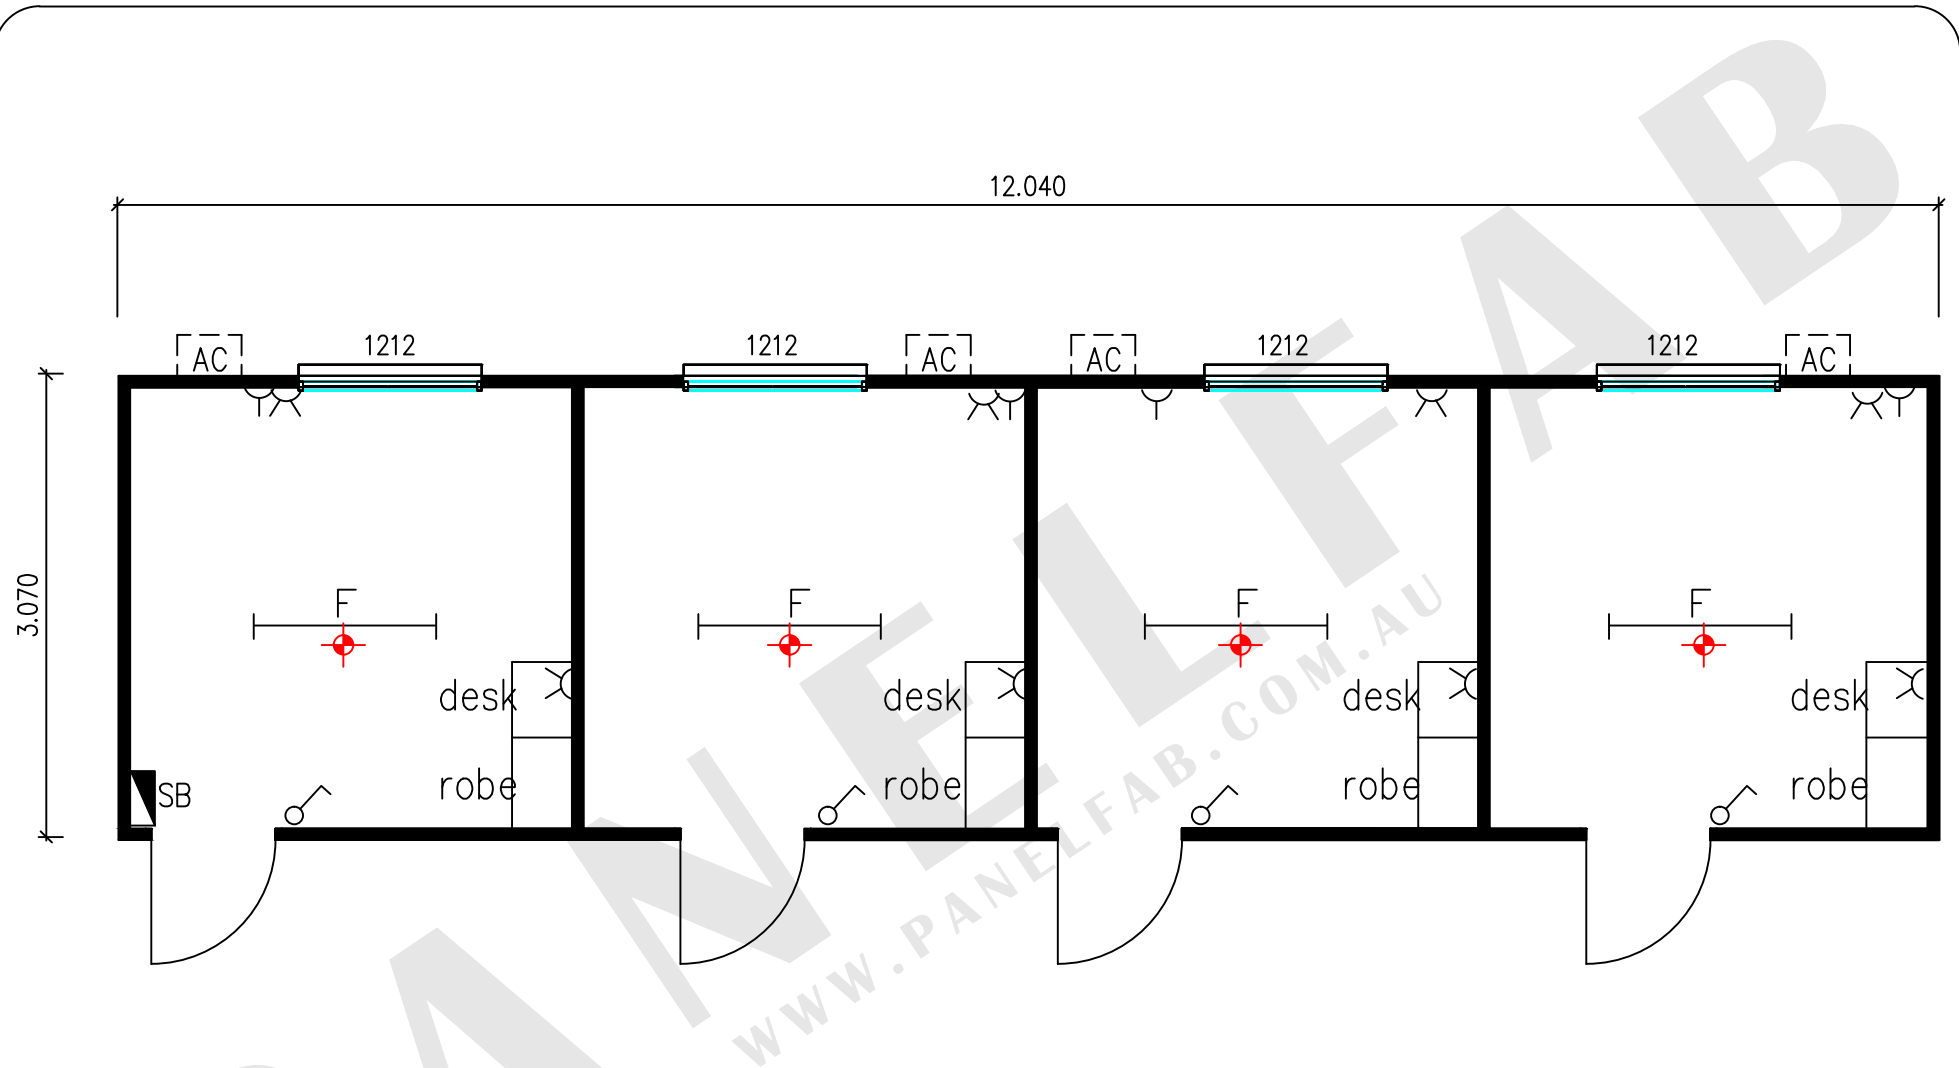 12.040
1212 1212 1212 1212
AC AC AC AC
3.070
F F F F
desk desk desk desk
robe robe robe robe
SB
PANELFAB
WWW.PANELFAB.COM.AU